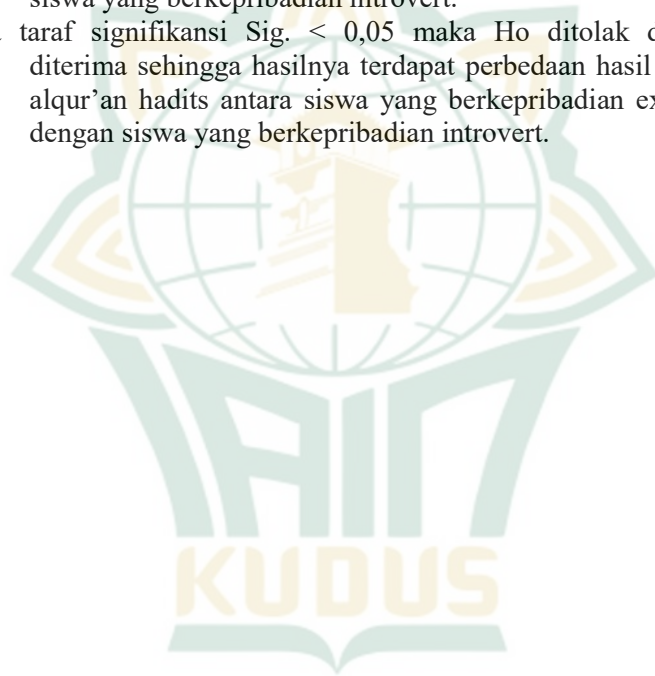 siswa yang berkepribadian introvert.
taraf signifikansi Sig. < 0,05 maka Ho ditolak
diterima sehingga hasilnya terdapat perbedaan hasil
alqur’an hadits antara siswa yang berkepribadian
dengan siswa yang berkepribadian introvert.
IAIN
KUDUS